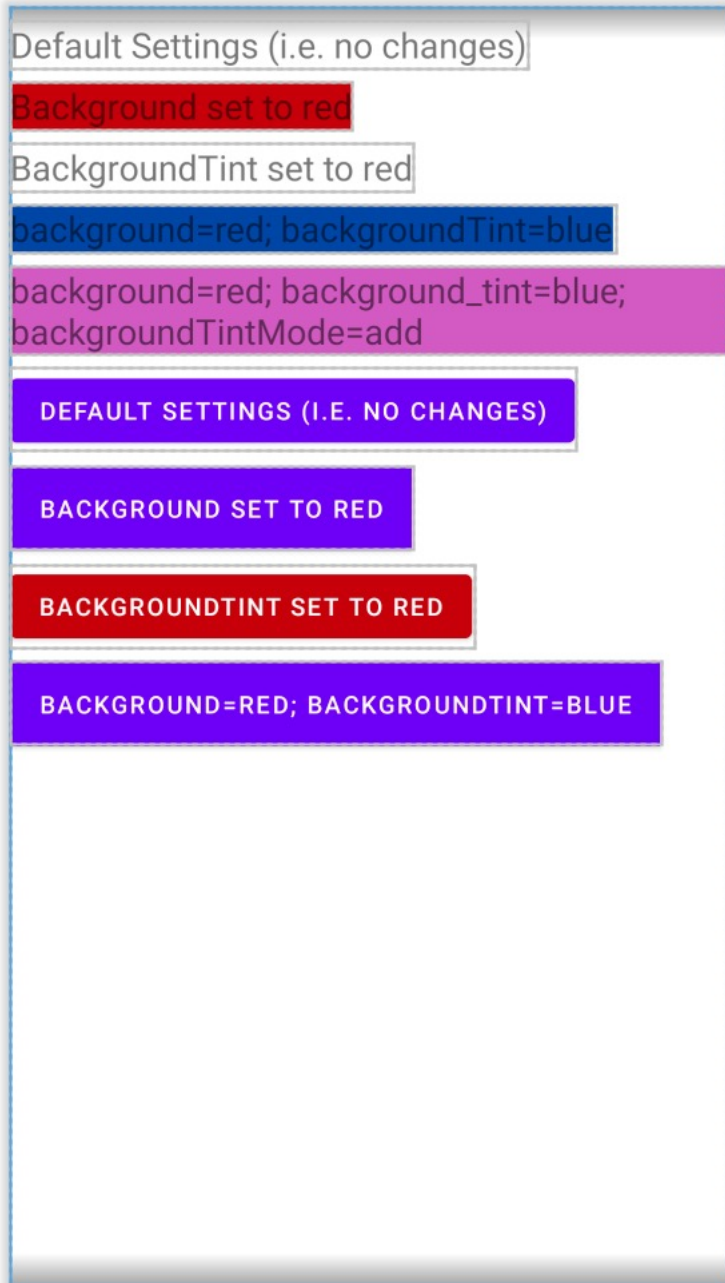 Default Settings (i.e. no changes)
Background set to red
BackgroundTint set to red
background=red; backgroundTint=blue
background=red; background_tint=blue;
backgroundTintMode=add
DEFAULT SETTINGS (I.E. NO CHANGES)
BACKGROUND SET TO RED
BACKGROUNDTINT SET TO RED
BACKGROUND=RED; BACKGROUNDTINT=BLUE